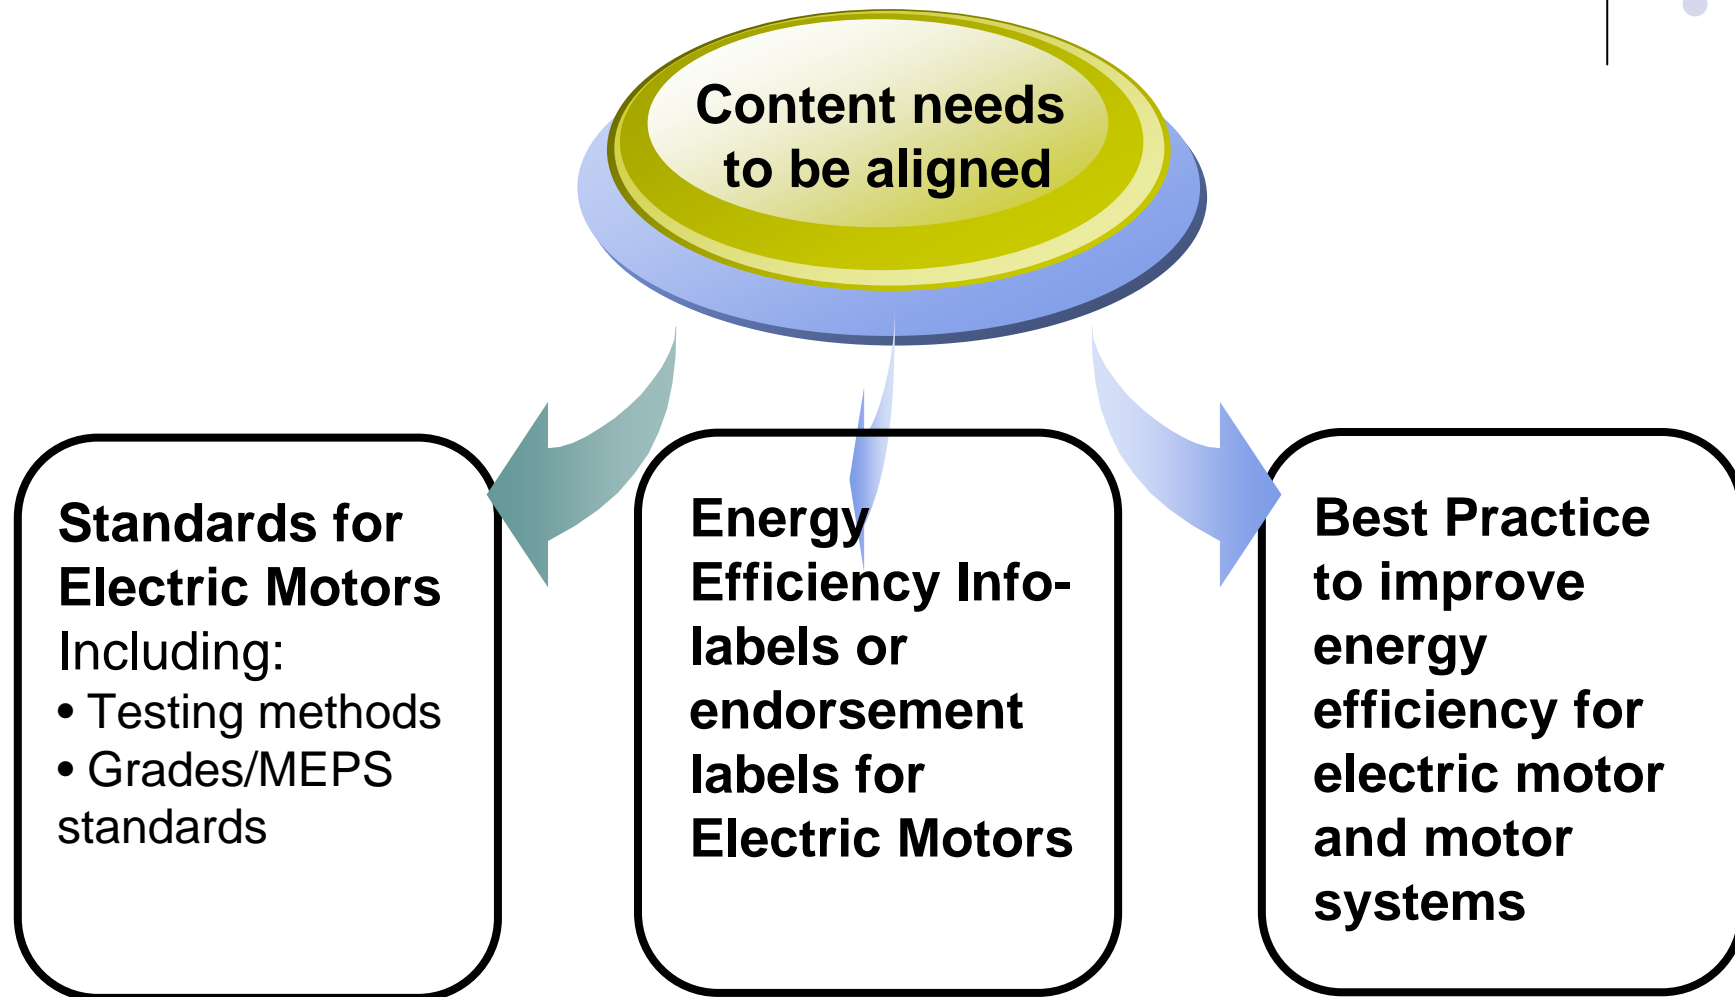 Content needs
to be aligned
Standards for
Electric Motors
Including:
• Testing methods
• Grades/MEPS
standards
Energy
Efficiency Info-
labels or
endorsement
labels for
Electric Motors
Best Practice
to improve
energy
efficiency for
electric motor
and motor
systems